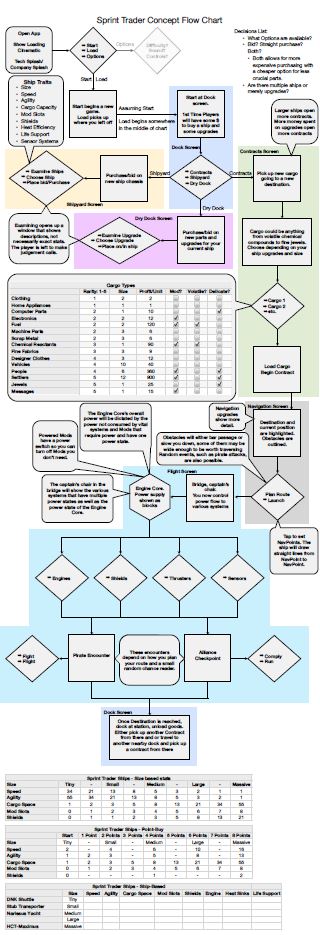 Sprint Trader Concept Flow Chart
Open App
Show Loading
Cinematic
Tech Splash/
Company Splash
Start
Load
Options
Options
Difficulty?
Sound?
Controls?
Decisions List:
What Options are available?
Bid? Straight purchase?
Both?
Both allows for more
expensive purchasing with
a cheaper option for less
crucial parts.
Are there multiple ships or
merely upgrades?
Start
Load
Ship Traits
Size
Speed
Agility
Cargo Capacity
Mod Slots
Shields
Heat Efficiency
Life Support
Sensor Systems
Start begins a new
game.
Load picks up
where you left off
Assuming Start
Load begins somewhere
in the middle of chart
Start at Dock
screen.
1st Time Players
will have some $
to buy a ship and
some upgrades
Larger ships open
more contracts.
More money spent
on upgrades open
more contracts
Dock Screen
Contracts Screen
Examine Ships
Choose Ship
Place bid/Purchase
Purchase/bid on
new ship chassis
Shipyard
Contracts
Shipyard
Dry Dock
Contracts
Pick up new cargo
going to a new
destination.
Shipyard Screen
Dry Dock
Dry Dock Screen
Examining opens up a
window that shows
descriptions, not
necessarily exact stats.
The player is left to make
judgement calls.
Examine Upgrade
Choose Upgrade
Place on/in ship
Purchase/bid on
new parts and
upgrades for your
current ship
Cargo could be anything
from volatile chemical
compounds to fine jewels.
Choose depending on
your ship upgrades and size
Cargo Types
Rarity: 1-5 Size Profit/Unit Mod? Volatile? Delicate?
Clothing 1 2 2
Home Appliances 1 1 1
Computer Parts 2 1 10
Electronics 2 2 12
Fuel 2 2 120
Machine Parts 2 3 6
Scrap Metal 2 3 6
Chemical Reactants 3 1 90
Fine Fabrics 3 3 9
Designer Clothes 4 3 12
Vehicles 4 10 40
People 4 6 360
Settlers 4 12 900
Jewels 5 1 25
Messages 5 1 15
Cargo 1
Cargo 2
etc.
Load Cargo
Begin Contract
Navigation Screen
The Engine Core's overall
power will be dictated by the
power not consumed by vital
systems and Mods that
require power and have one
power state.
Navigation
upgrades
show more
detail.
Destination and
current position
are highlighted.
Obstacles are
outlined.
Powered Mods
have a power
switch so you can
turn off Mods you
don't need.
Obstacles will either bar passage or
slow you down, some of them may
be wide enough to be worth traversing
Random events, such as pirate attacks,
are also possible.
Flight Screen
The captain's chair in the
bridge will show the various
systems that have multiple
power states as well as the
power state of the Engine
Core.
Engine Core.
Power supply
shown as
blocks
Bridge, captain's
chair.
You now control
power flow to
various systems
Plan Route
Launch
Tap to set
NavPoints. The
ship will draw
straight lines from
NavPoint to
NavPoint.
Engines
Shields
Thrusters
Sensors
Fight
Flight
Pirate Encounter
These encounters
depend on how you plan
your route and a small
random chance reader.
Alliance
Checkpoint
Comply
Run
Dock Screen
Once Destination is reached,
dock at station, unload goods.
Either pick up another Contract
from there and or travel to
another nearby dock and pick up
a contract from there
Sprint Trader Ships - Size based stats
Size Tiny - Small - Medium - Large - Massive
Speed 34 21 13 8 5 3 2 1 1
Agility 55 34 21 13 8 5 3 2 1
Cargo Space 1 2 3 5 8 13 21 34 55
Mod Slots 0 1 2 3 4 5 6 7 8
Shields 0 1 1 2 3 5 8 13 21
Sprint Trader Ships - Point-Buy
Start 1 Point 2 Points 3 Points 4 Points 5 Points 6 Points 7 Points 8 Points
Size Tiny - Small - Medium - Large - Massive
Speed 2 - 4 - 6 - 10 - 16
Agility 1 2 3 - 5 - 8 - 13
Cargo Space 1 2 3 5 8 13 21 34 55
Mod Slots 0 1 2 3 4 5 6 7 8
Shields 0 - - - 1 - - - 2
Sprint Trader Ships - Ship-Based
Size Speed Agility Cargo Space Mod Slots Shields Engine Heat Sinks Life Support
DNK Shuttle Tiny
Stub Transporter Small
Narissus Yacht Medium
Large
HCT-Maximus Massive